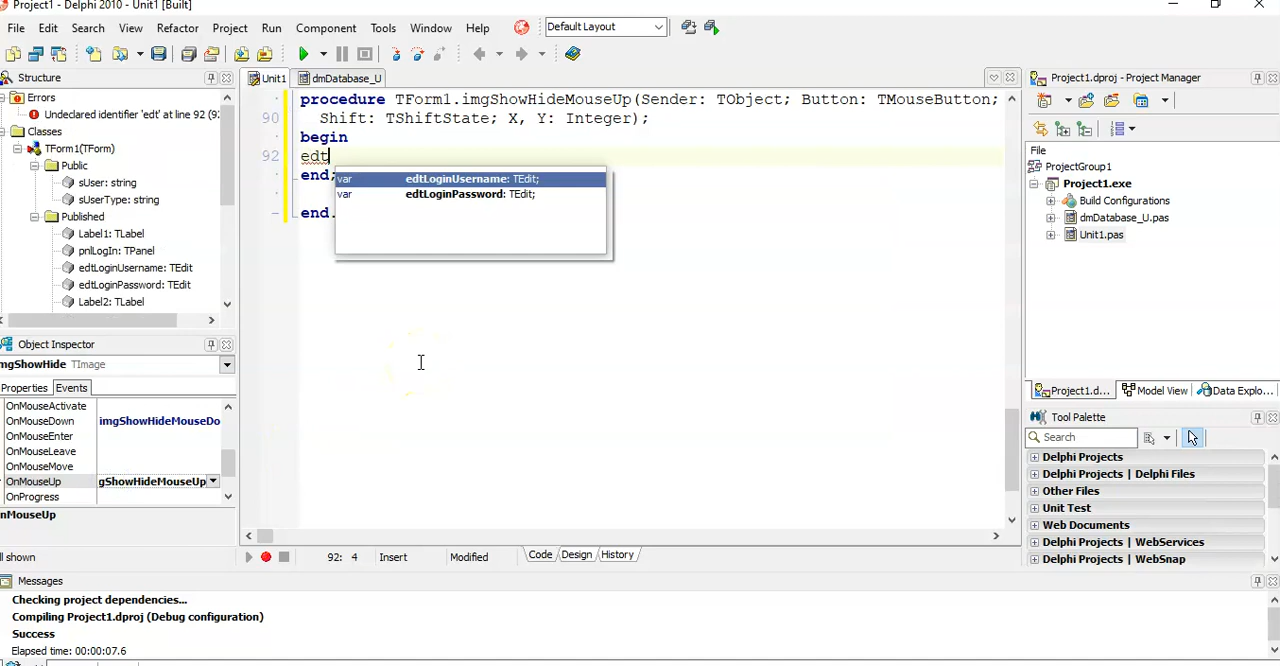 Project1 - Delphi 2010 - Unit1 [Built]
File Edit Search View Refactor Project Run Component Tools Window Help Default Layout
Structure
Errors
Undeclared identifier 'edt' at line 92 (92
Classes
TForm1(TForm)
Public
sUser: string
sUserType: string
Published
Label1: TLabel
pnlLogIn: TPanel
edtLoginUsername: TEdit
edtLoginPassword: TEdit
Label2: TLabel
Object Inspector
mgShowHide TImage
Properties Events
OnMouseActivate
OnMouseDown imgShowHideMouseDo
OnMouseEnter
OnMouseLeave
OnMouseMove
OnMouseUp gShowHideMouseUp
OnProgress
nMouseUp
ll shown
Unit1 dmDatabase_U
procedure TForm1.imgShowHideMouseUp(Sender: TObject; Button: TMouseButton;
90 Shift: TShiftState; X, Y: Integer);
begin
92 edt
var edtLoginUsername: TEdit;
var edtLoginPassword: TEdit;
end;
end.
92: 4 Insert Modified Code Design History
Project1.dproj - Project Manager
File
ProjectGroup1
Project1.exe
Build Configurations
dmDatabase_U.pas
Unit1.pas
Project1.d... Model View Data Explo...
Tool Palette
Search
Delphi Projects
Delphi Projects | Delphi Files
Other Files
Unit Test
Web Documents
Delphi Projects | WebServices
Delphi Projects | WebSnap
Messages
Checking project dependencies...
Compiling Project1.dproj (Debug configuration)
Success
Elapsed time: 00:00:07.6